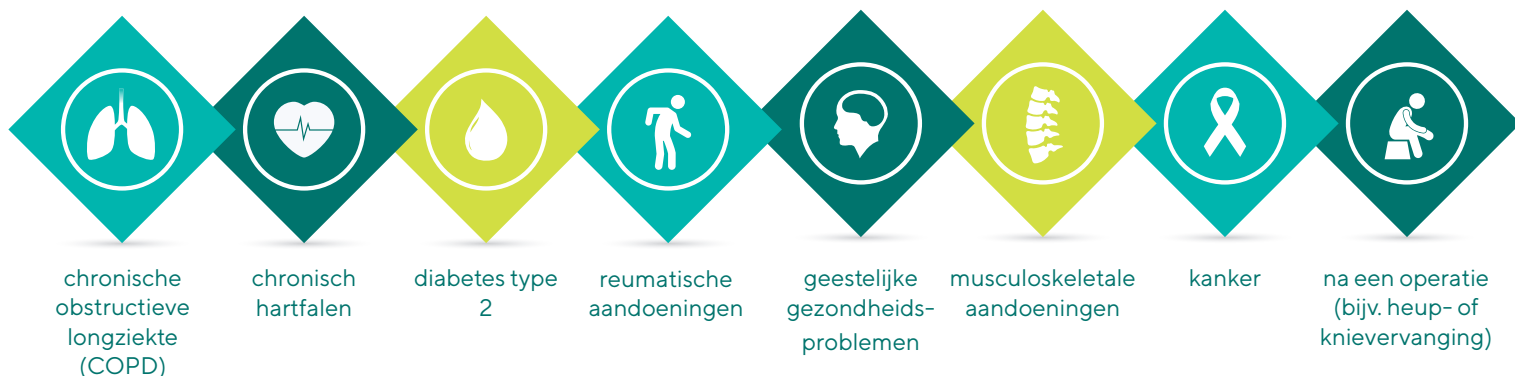 chronische
obstructieve
longziekte
(COPD)
chronisch
hartfalen
diabetes type
2
reumatische
aandoeningen
geestelijke
gezondheids-
problemen
musculoskeletale
aandoeningen
kanker
na een operatie
(bijv. heup- of
knievervanging)